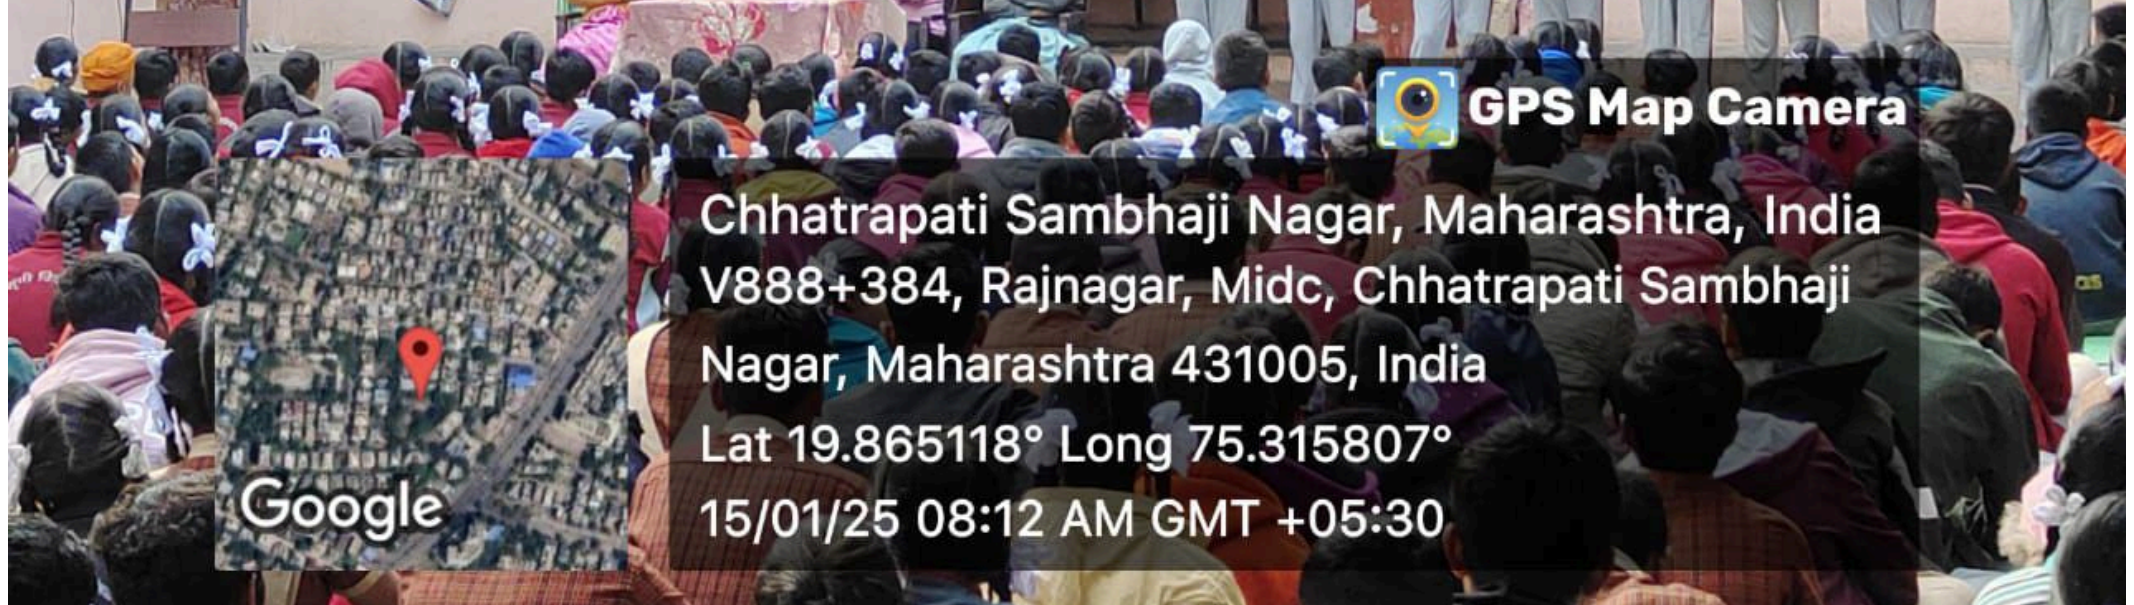 GPS Map Camera
Chhatrapati Sambhaji Nagar, Maharashtra, India
V888+384, Rajnagar, Midc, Chhatrapati Sambhaji
Nagar, Maharashtra 431005, India
Lat 19.865118° Long 75.315807°
15/01/25 08:12 AM GMT +05:30
Google